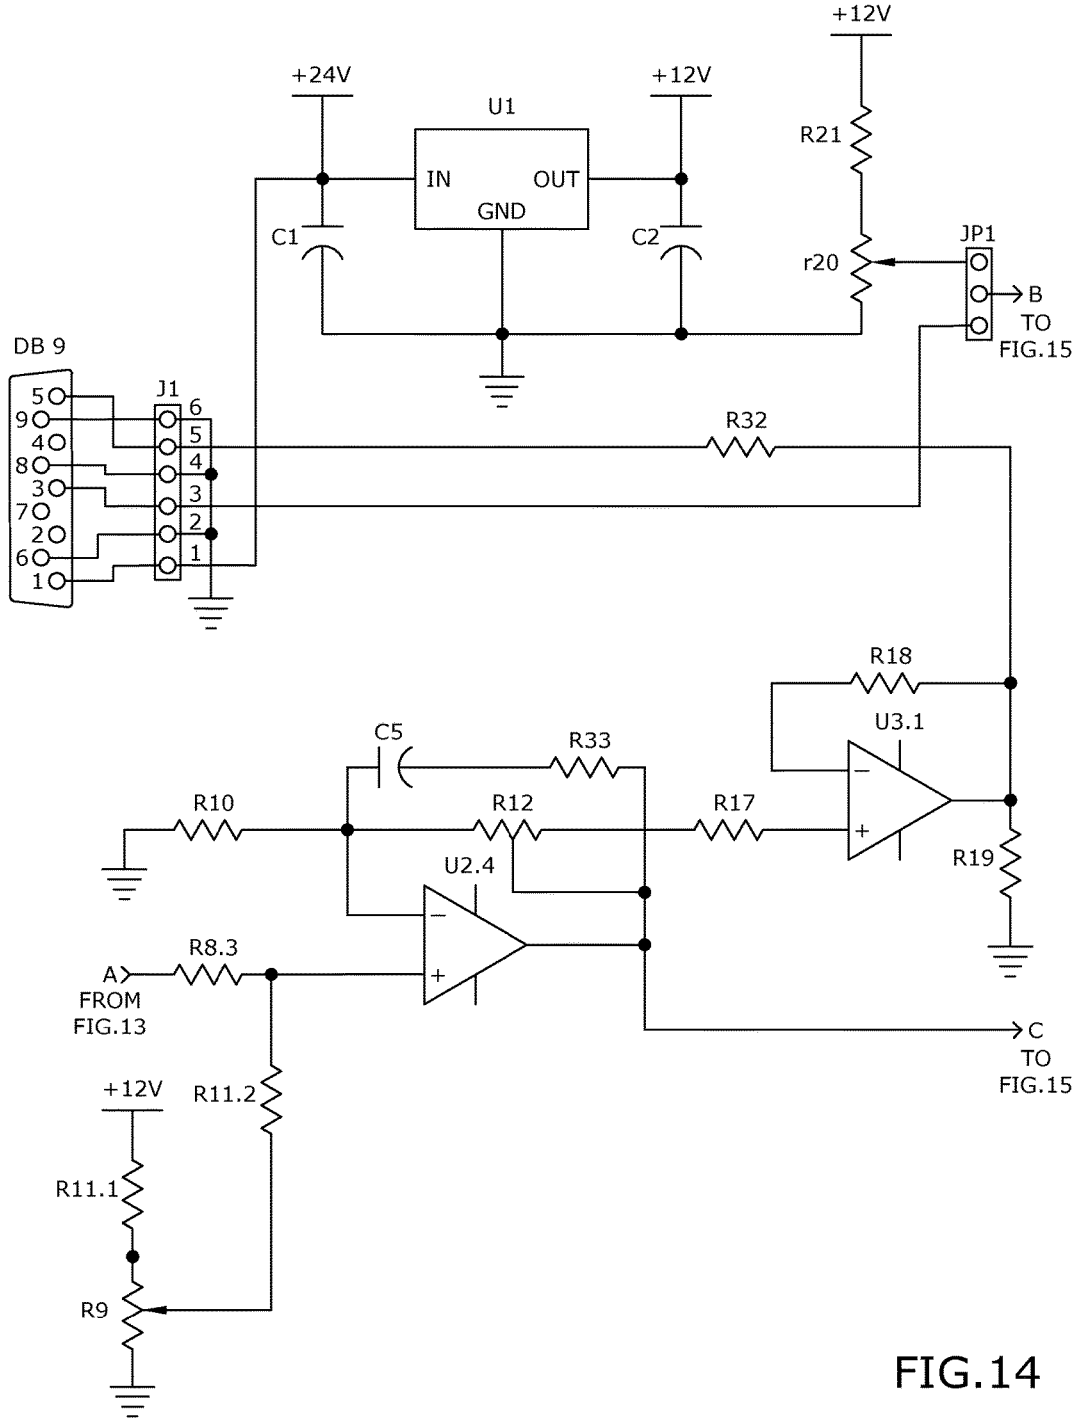 +12V
+24V
+12V
U1
R21
IN
OUT
GND
C1
C2
r20
JP1
B
TO
FIG.15
DB 9
J1
5
9
4
8
3
7
2
6
1
6
5
4
3
2
1
R32
R18
U3.1
C5
R33
R10
R12
R17
−
+
R19
U2.4
−
+
R8.3
A
FROM
FIG.13
C
TO
FIG.15
+12V
R11.2
R11.1
R9
FIG.14